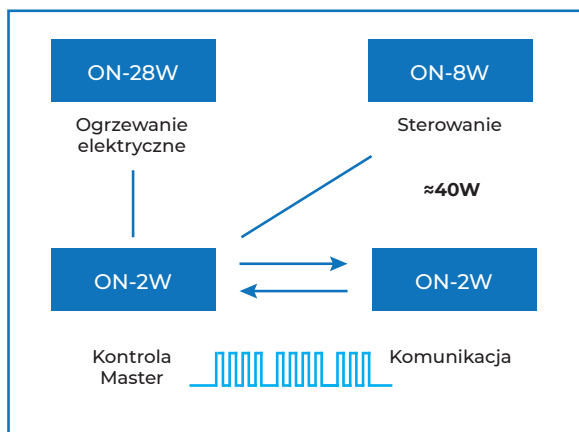 ON-28W
ON-8W
Ogrzewanie
elektryczne
Sterowanie
≈40W
ON-2W
ON-2W
Kontrola
Master
Komunikacja